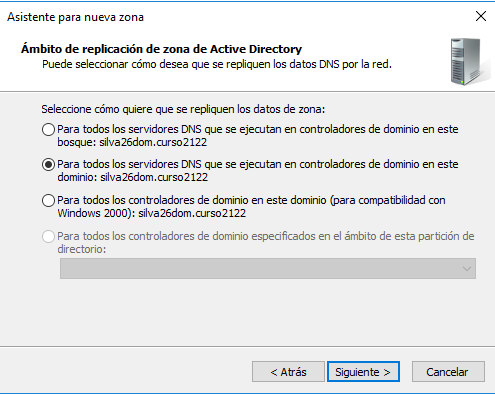 Asistente para nueva zona
Ámbito de replicación de zona de Active Directory
Puede seleccionar cómo desea que se repliquen los datos DNS por la red.
Seleccione cómo quiere que se repliquen los datos de zona:
Para todos los servidores DNS que se ejecutan en controladores de dominio en este
bosque: silva26dom.curso2122
Para todos los servidores DNS que se ejecutan en controladores de dominio en este
dominio: silva26dom.curso2122
Para todos los controladores de dominio en este dominio (para compatibilidad con
Windows 2000): silva26dom.curso2122
Para todos los controladores de dominio especificados en el ámbito de esta partición de
directorio:
< Atrás
Siguiente >
Cancelar